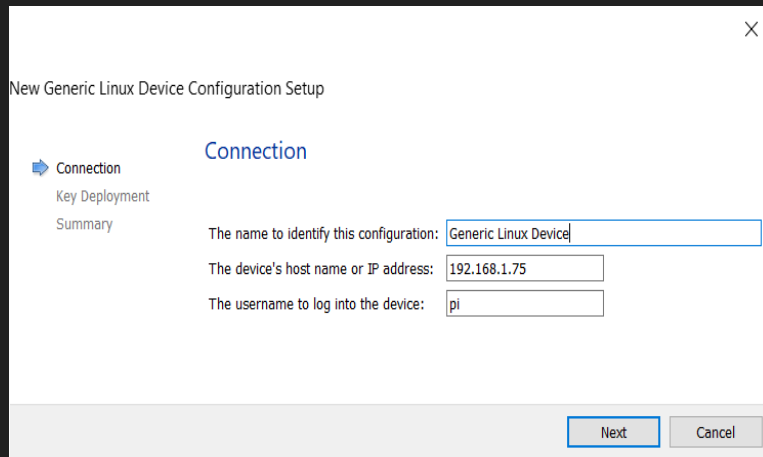 New Generic Linux Device Configuration Setup
Connection
Connection
Key Deployment
Summary
The name to identify this configuration: Generic Linux Device
The device's host name or IP address: 192.168.1.75
The username to log into the device: pi
Next Cancel